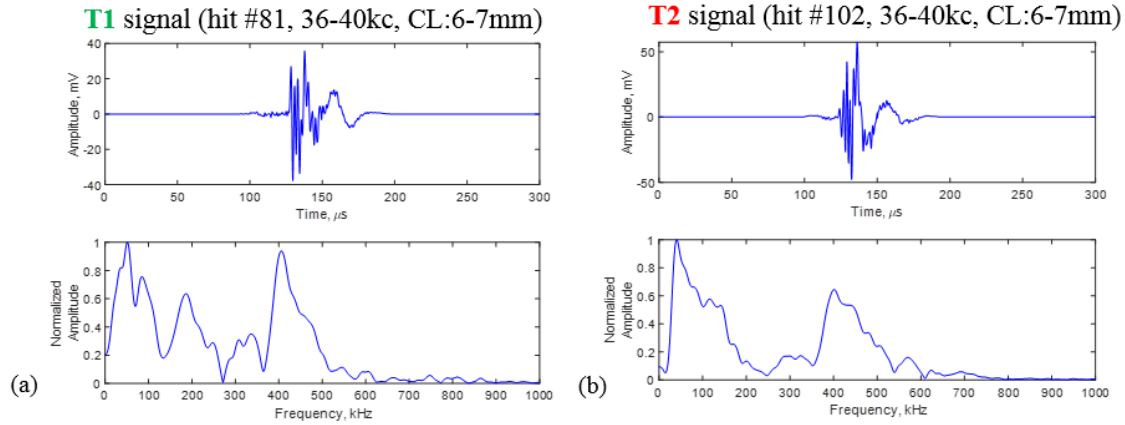 T1 signal (hit #81, 36-40kc, CL:6-7mm)
40
20
0
-20
-40
Amplitude, mV
0 50 100 150 200 250 300
Time, μs
1
0.8
0.6
0.4
0.2
0
Normalized
Amplitude
0 100 200 300 400 500 600 700 800 900 1000
Frequency, kHz
(a)
T2 signal (hit #102, 36-40kc, CL:6-7mm)
50
0
-50
Amplitude, mV
0 50 100 150 200 250 300
Time, μs
1
0.8
0.6
0.4
0.2
0
Normalized
Amplitude
0 100 200 300 400 500 600 700 800 900 1000
Frequency, kHz
(b)